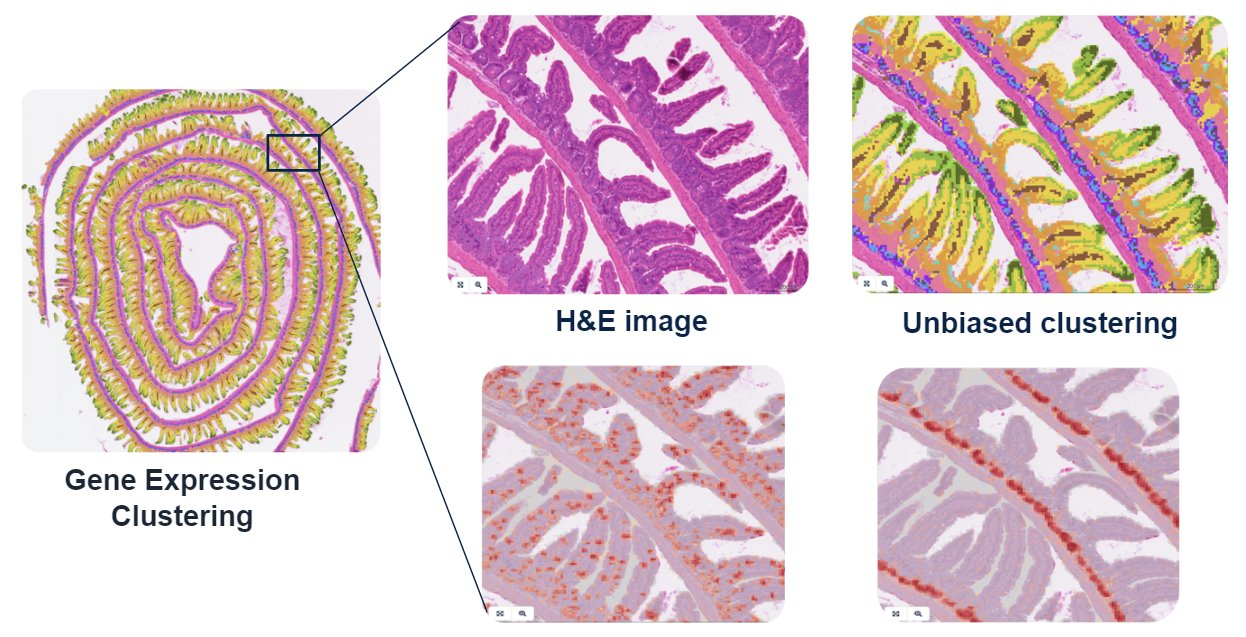 H&E image
Unbiased clustering
Gene Expression
Clustering